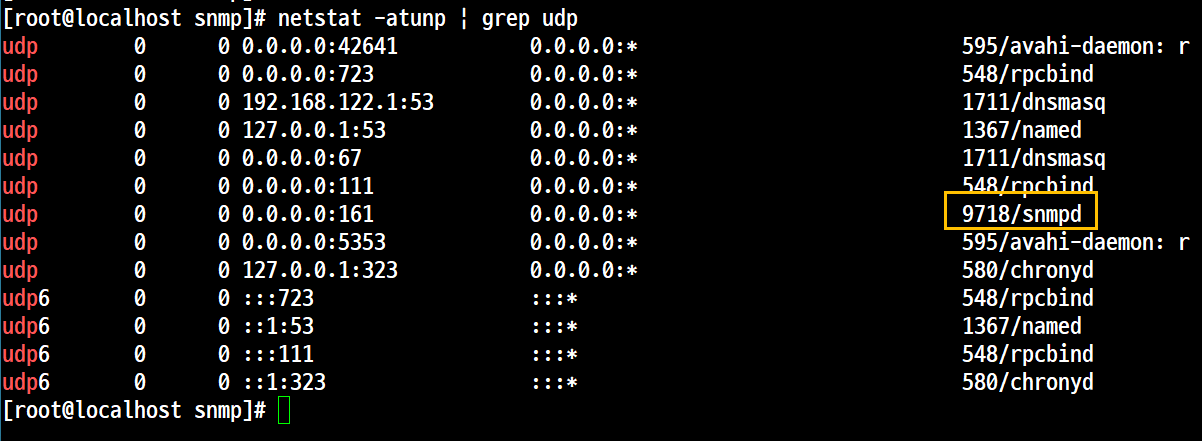 [root@localhost snmp]# netstat -atunp | grep udp
udp        0      0 0.0.0.0:42641           0.0.0.0:*                           595/avahi-daemon: r
udp        0      0 0.0.0.0:723             0.0.0.0:*                           548/rpcbind
udp        0      0 192.168.122.1:53        0.0.0.0:*                           1711/dnsmasq
udp        0      0 127.0.0.1:53            0.0.0.0:*                           1367/named
udp        0      0 0.0.0.0:67              0.0.0.0:*                           1711/dnsmasq
udp        0      0 0.0.0.0:111             0.0.0.0:*                           548/rpcbind
udp        0      0 0.0.0.0:161             0.0.0.0:*                           9718/snmpd
udp        0      0 0.0.0.0:5353            0.0.0.0:*                           595/avahi-daemon: r
udp        0      0 127.0.0.1:323           0.0.0.0:*                           580/chronyd
udp6       0      0 :::723                  :::*                                548/rpcbind
udp6       0      0 ::1:53                  :::*                                1367/named
udp6       0      0 :::111                  :::*                                548/rpcbind
udp6       0      0 ::1:323                 :::*                                580/chronyd
[root@localhost snmp]#